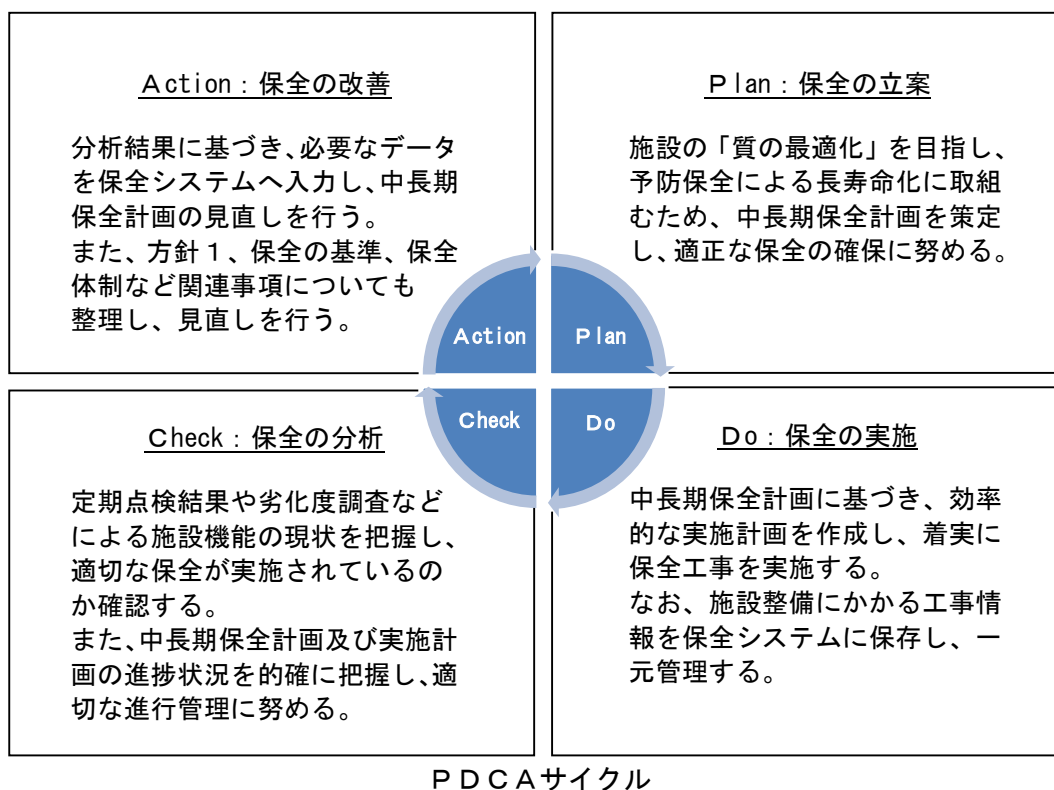 Action:保全の改善
分析結果に基づき、必要なデータ
を保全システムへ入力し、中長期
保全計画の見直しを行う。
また、方針１、保全の基準、保全
体制など関連事項についても
整理し、見直しを行う。
Plan:保全の立案
施設の「質の最適化」を目指し、
予防保全による長寿命化に取組
むため、中長期保全計画を策定
し、適正な保全の確保に努める。
Action
Plan
Check
Do
Check:保全の分析
定期点検結果や劣化度調査など
による施設機能の現状を把握し、
適切な保全が実施されているの
か確認する。
また、中長期保全計画及び実施計
画の進捗状況を的確に把握し、適
切な進行管理に努める。
Do:保全の実施
中長期保全計画に基づき、効率
的な実施計画を作成し、着実に
保全工事を実施する。
なお、施設整備にかかる工事情
報を保全システムに保存し、一
元管理する。
ＰＤＣＡサイクル